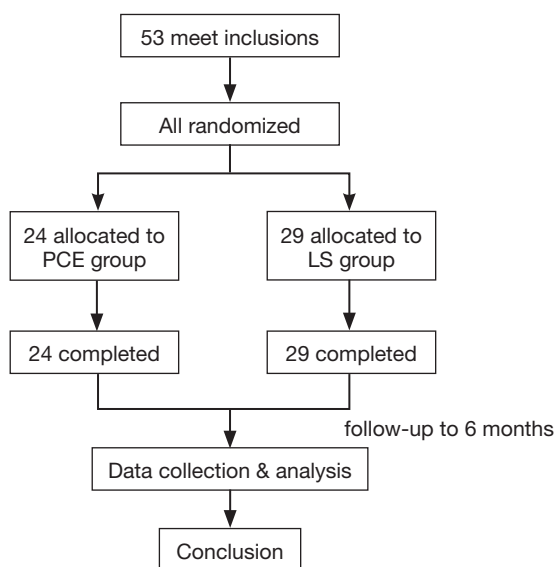 53 meet inclusions
All randomized
24 allocated to
PCE group
29 allocated to
LS group
24 completed
29 completed
follow-up to 6 months
Data collection & analysis
Conclusion